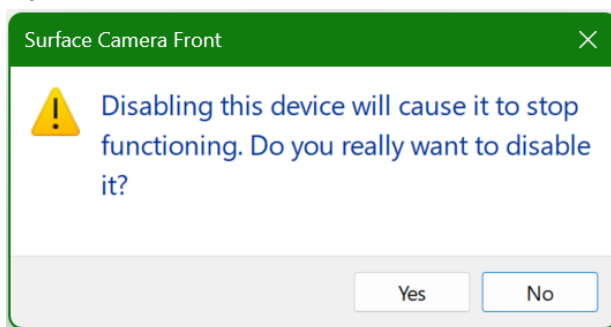 Surface Camera Front
Disabling this device will cause it to stop
functioning. Do you really want to disable
it?
Yes
No